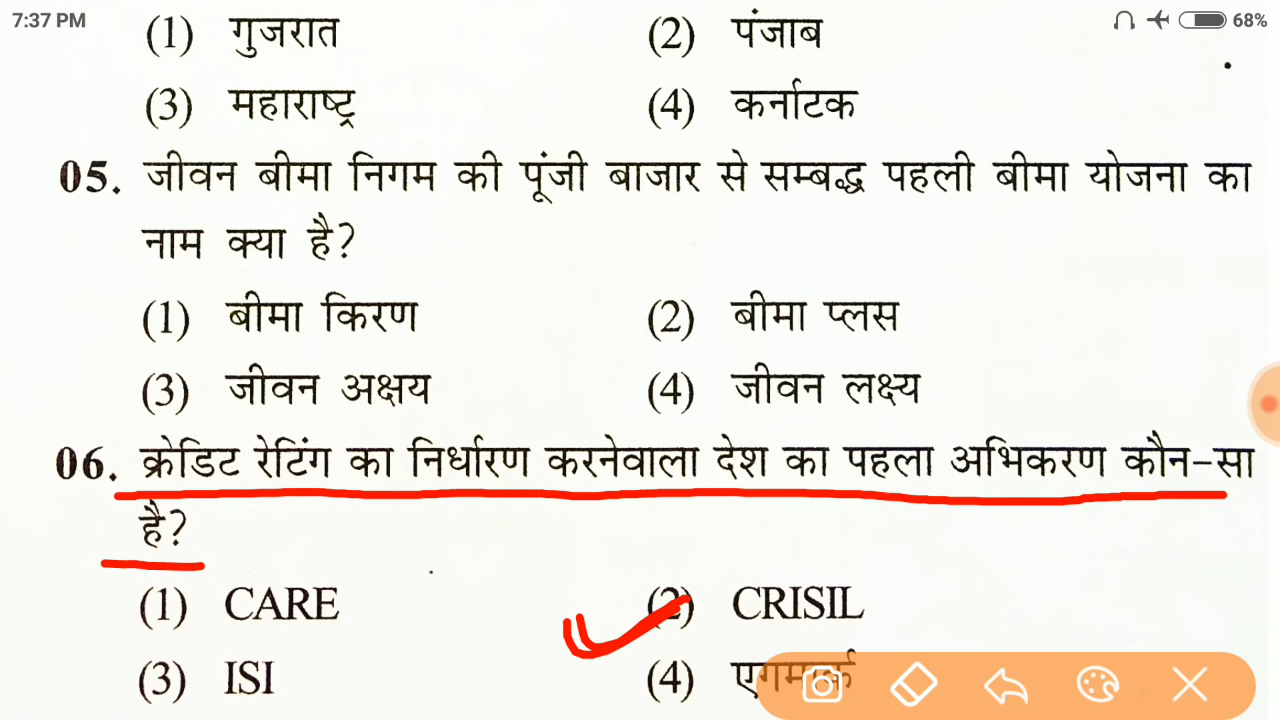 7:37 PM 68%
(1) गुजरात (2) पंजाब
(3) महाराष्ट्र (4) कर्नाटक
05. जीवन बीमा निगम की पूंजी बाजार से सम्बद्ध पहली बीमा योजना का
नाम क्या है?
(1) बीमा किरण (2) बीमा प्लस
(3) जीवन अक्षय (4) जीवन लक्ष्य
06. क्रेडिट रेटिंग का निर्धारण करनेवाला देश का पहला अभिकरण कौन-सा
है?
(1) CARE (2) CRISIL
(3) ISI (4) एगमार्क